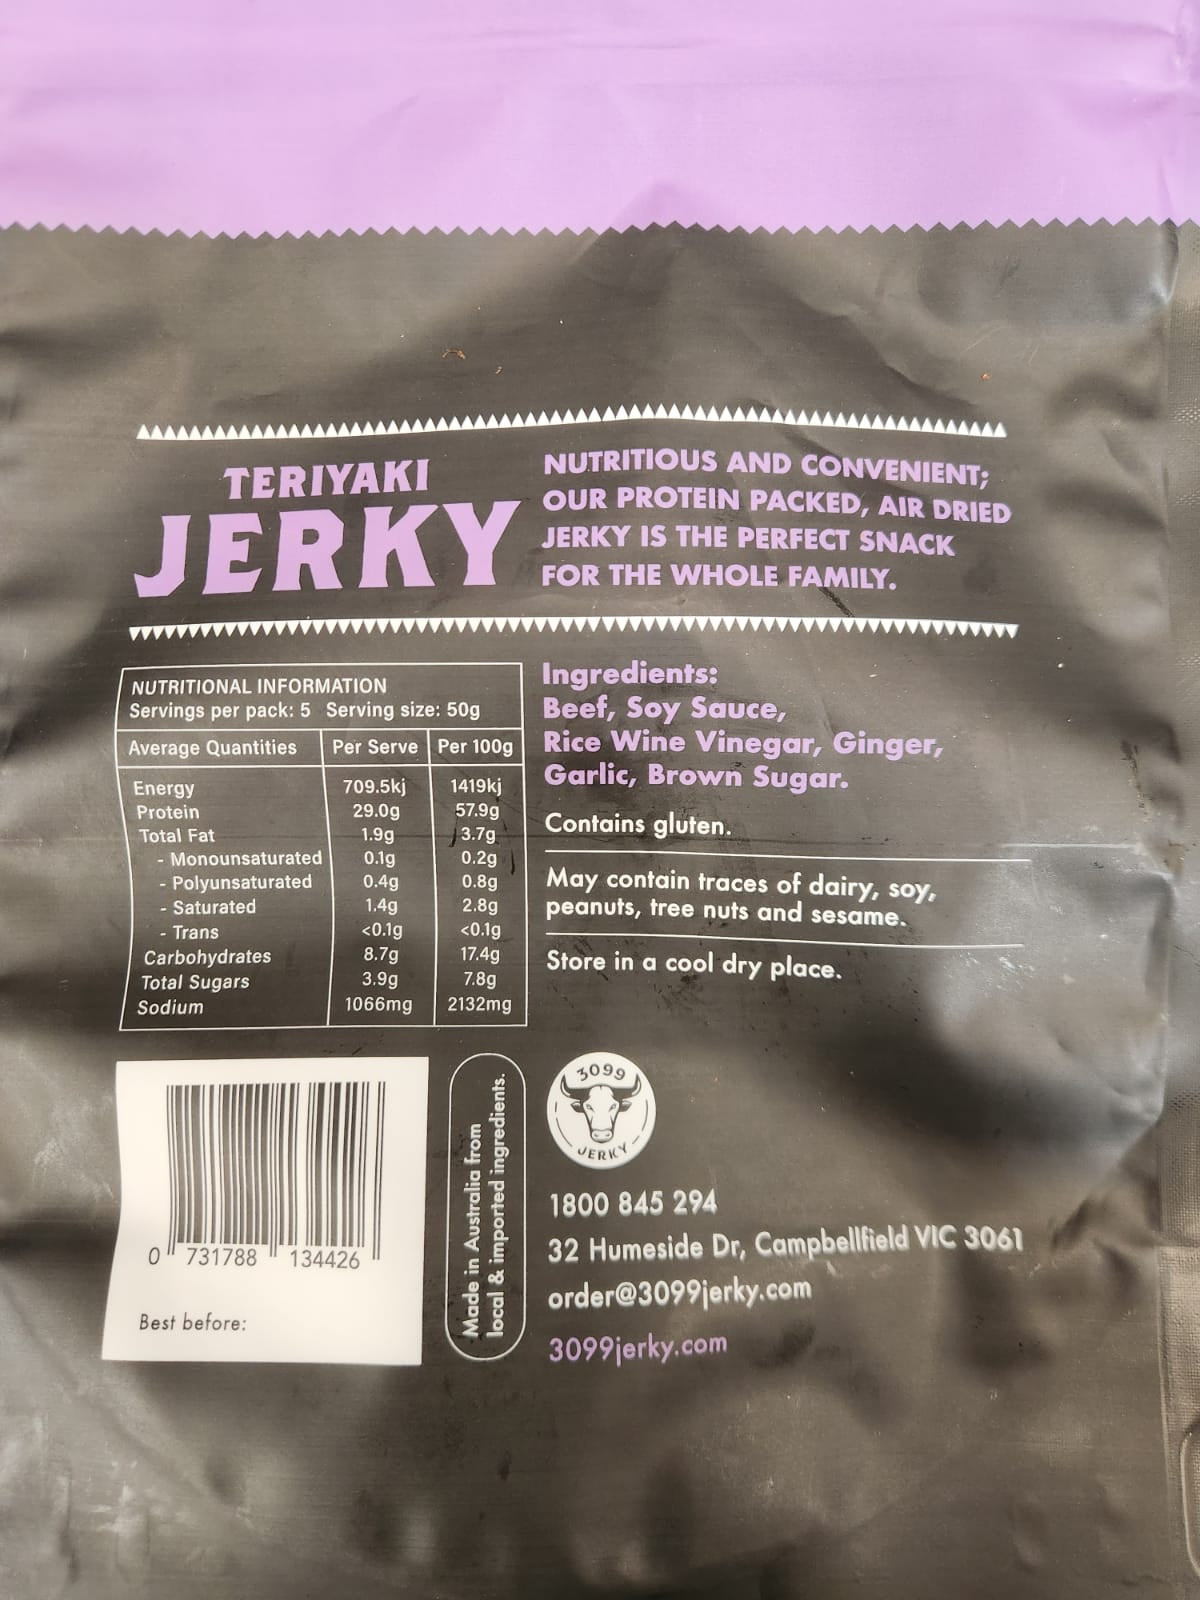 TERIYAKI
JERKY
NUTRITIOUS AND CONVENIENT;
OUR PROTEIN PACKED, AIR DRIED
JERKY IS THE PERFECT SNACK
FOR THE WHOLE FAMILY.
NUTRITIONAL INFORMATION
Servings per pack: 5 Serving size: 50g
Average Quantities Per Serve Per 100g
Energy 709.5kj 1419kj
Protein 29.0g 57.9g
Total Fat 1.9g 3.7g
- Monounsaturated 0.1g 0.2g
- Polyunsaturated 0.4g 0.8g
- Saturated 1.4g 2.8g
- Trans <0.1g <0.1g
Carbohydrates 8.7g 17.4g
Total Sugars 3.9g 7.8g
Sodium 1066mg 2132mg
Ingredients:
Beef, Soy Sauce,
Rice Wine Vinegar, Ginger,
Garlic, Brown Sugar.
Contains gluten.
May contain traces of dairy, soy,
peanuts, tree nuts and sesame.
Store in a cool dry place.
0 731788 134426
Best before:
Made in Australia from
local & imported ingredients.
3099
JERKY
1800 845 294
32 Humeside Dr, Campbellfield VIC 3061
order@3099jerky.com
3099jerky.com